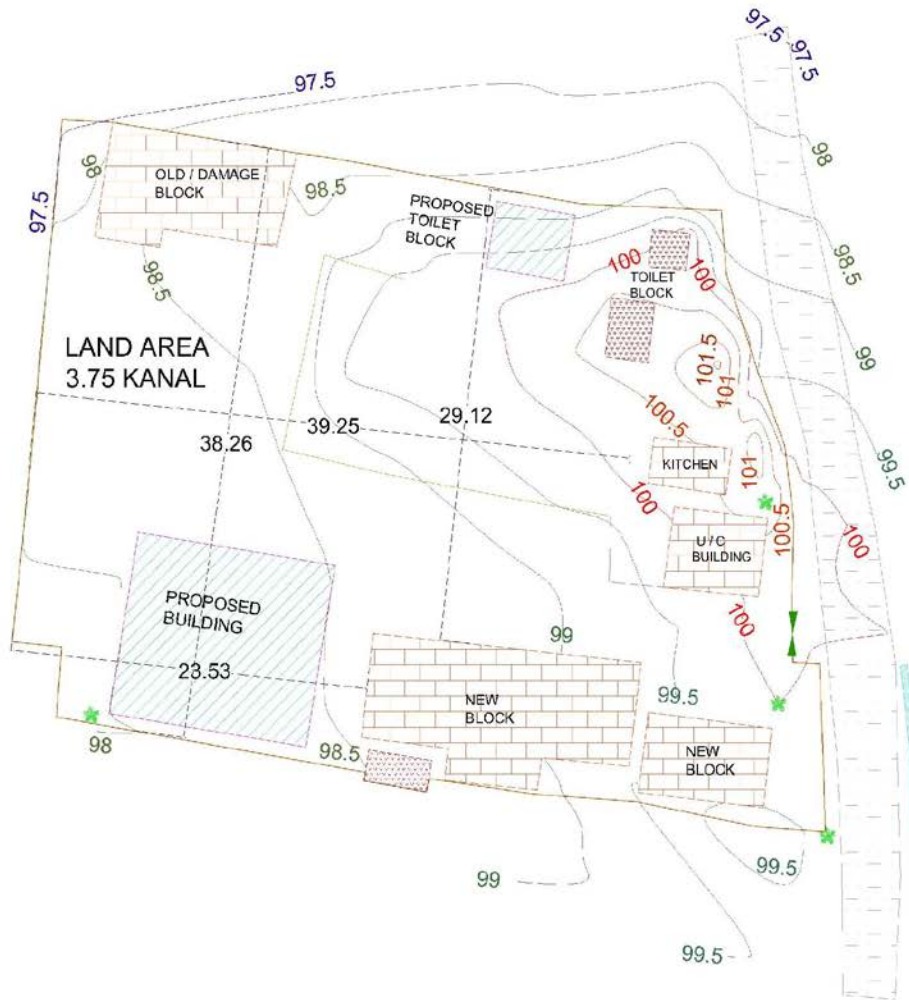 97.5
97.5
97.5
98
98
OLD / DAMAGE
BLOCK
98.5
97.5
PROPOSED
TOILET
BLOCK
100
100
TOILET
BLOCK
98.5
98.5
99
LAND AREA
3.75 KANAL
101.5
101
100.5
38.26
39.25
29.12
KITCHEN
101
99.5
100
100.5
U / C
BUILDING
100
PROPOSED
BUILDING
100
99
23.53
99.5
NEW
BLOCK
98
98.5
NEW
BLOCK
99
99.5
99.5